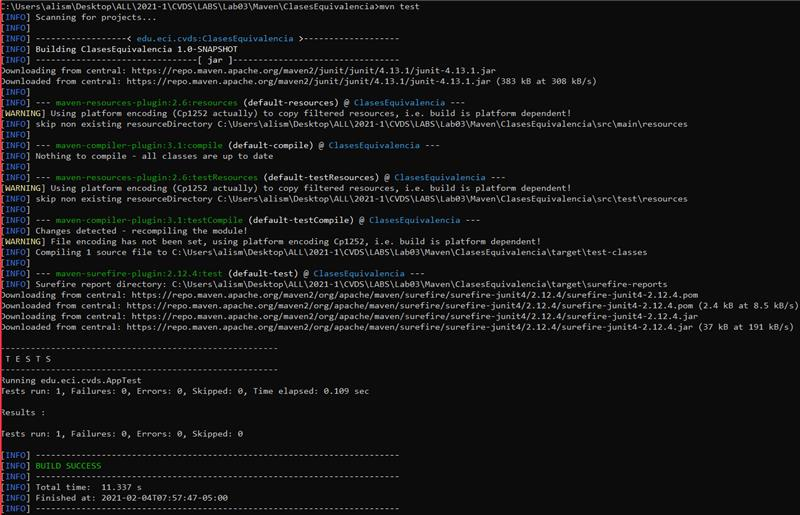 C:\Users\alism\Desktop\ALL\2021-1\CVDS\LABS\Lab03\Maven\ClasesEquivalencia>mvn test
[INFO] Scanning for projects...
[INFO]
[INFO] ------------------< edu.eci.cvds:ClasesEquivalencia >-------------------
[INFO] Building ClasesEquivalencia 1.0-SNAPSHOT
[INFO] --------------------------------[ jar ]---------------------------------
Downloading from central: https://repo.maven.apache.org/maven2/junit/junit/4.13.1/junit-4.13.1.jar
Downloaded from central: https://repo.maven.apache.org/maven2/junit/junit/4.13.1/junit-4.13.1.jar (383 kB at 308 kB/s)
[INFO]
[INFO] --- maven-resources-plugin:2.6:resources (default-resources) @ ClasesEquivalencia ---
[WARNING] Using platform encoding (Cp1252 actually) to copy filtered resources, i.e. build is platform dependent!
[INFO] skip non existing resourceDirectory C:\Users\alism\Desktop\ALL\2021-1\CVDS\LABS\Lab03\Maven\ClasesEquivalencia\src\main\resources
[INFO]
[INFO] --- maven-compiler-plugin:3.1:compile (default-compile) @ ClasesEquivalencia ---
[INFO] Nothing to compile - all classes are up to date
[INFO]
[INFO] --- maven-resources-plugin:2.6:testResources (default-testResources) @ ClasesEquivalencia ---
[WARNING] Using platform encoding (Cp1252 actually) to copy filtered resources, i.e. build is platform dependent!
[INFO] skip non existing resourceDirectory C:\Users\alism\Desktop\ALL\2021-1\CVDS\LABS\Lab03\Maven\ClasesEquivalencia\src\test\resources
[INFO]
[INFO] --- maven-compiler-plugin:3.1:testCompile (default-testCompile) @ ClasesEquivalencia ---
[INFO] Changes detected - recompiling the module!
[WARNING] File encoding has not been set, using platform encoding Cp1252, i.e. build is platform dependent!
[INFO] Compiling 1 source file to C:\Users\alism\Desktop\ALL\2021-1\CVDS\LABS\Lab03\Maven\ClasesEquivalencia\target\test-classes
[INFO]
[INFO] --- maven-surefire-plugin:2.12.4:test (default-test) @ ClasesEquivalencia ---
[INFO] Surefire report directory: C:\Users\alism\Desktop\ALL\2021-1\CVDS\LABS\Lab03\Maven\ClasesEquivalencia\target\surefire-reports
Downloading from central: https://repo.maven.apache.org/maven2/org/apache/maven/surefire/surefire-junit4/2.12.4/surefire-junit4-2.12.4.pom
Downloaded from central: https://repo.maven.apache.org/maven2/org/apache/maven/surefire/surefire-junit4/2.12.4/surefire-junit4-2.12.4.pom (2.4 kB at 8.5 kB/s)
Downloading from central: https://repo.maven.apache.org/maven2/org/apache/maven/surefire/surefire-junit4/2.12.4/surefire-junit4-2.12.4.jar
Downloaded from central: https://repo.maven.apache.org/maven2/org/apache/maven/surefire/surefire-junit4/2.12.4/surefire-junit4-2.12.4.jar (37 kB at 191 kB/s)
-------------------------------------------------------
T E S T S
-------------------------------------------------------
Running edu.eci.cvds.AppTest
Tests run: 1, Failures: 0, Errors: 0, Skipped: 0, Time elapsed: 0.109 sec
Results :
Tests run: 1, Failures: 0, Errors: 0, Skipped: 0
[INFO] ------------------------------------------------------------------------
[INFO] BUILD SUCCESS
[INFO] ------------------------------------------------------------------------
[INFO] Total time:  11.337 s
[INFO] Finished at: 2021-02-04T07:57:47-05:00
[INFO] ------------------------------------------------------------------------